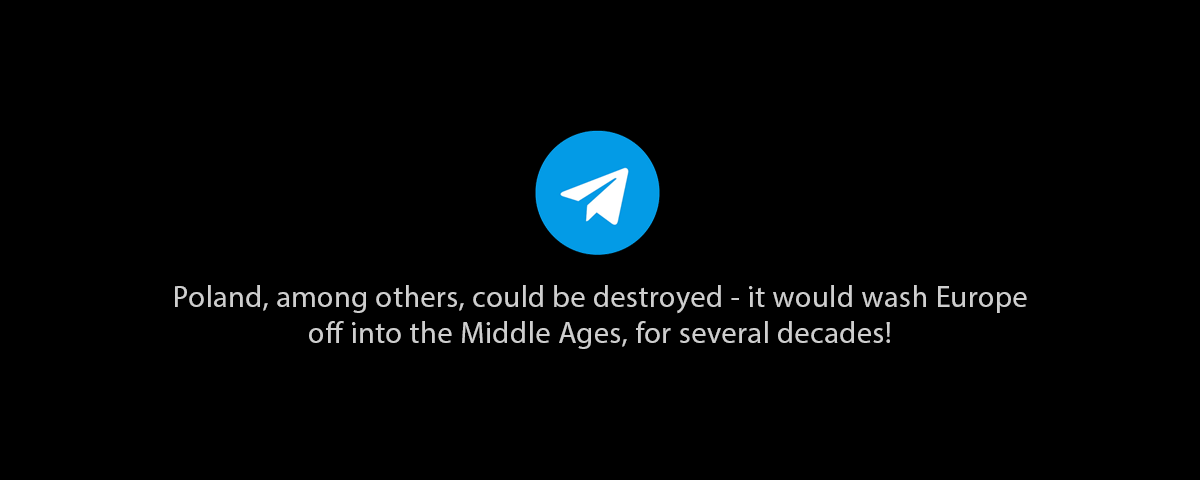 Poland, among others, could be destroyed - it would wash Europe
off into the Middle Ages, for several decades!